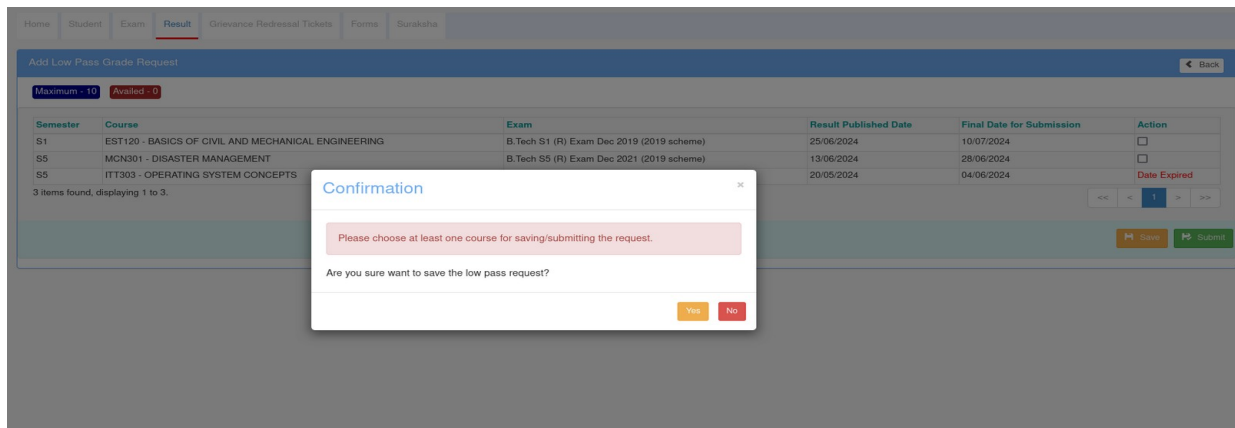 Home Student Exam Result Grievance Redressal Tickets Forms Suraksha
Add Low Pass Grade Request
Back
Maximum - 10 Availed - 0
Semester Course Exam Result Published Date Final Date for Submission Action
S1 EST120 - BASICS OF CIVIL AND MECHANICAL ENGINEERING B.Tech S1 (R) Exam Dec 2019 (2019 scheme) 25/06/2024 10/07/2024
S5 MCN301 - DISASTER MANAGEMENT B.Tech S5 (R) Exam Dec 2021 (2019 scheme) 13/06/2024 28/06/2024
S5 ITT303 - OPERATING SYSTEM CONCEPTS 20/05/2024 04/06/2024 Date Expired
3 items found, displaying 1 to 3.
<< < 1 > >>
Save Submit
Confirmation ×
Please choose at least one course for saving/submitting the request.
Are you sure want to save the low pass request?
Yes No